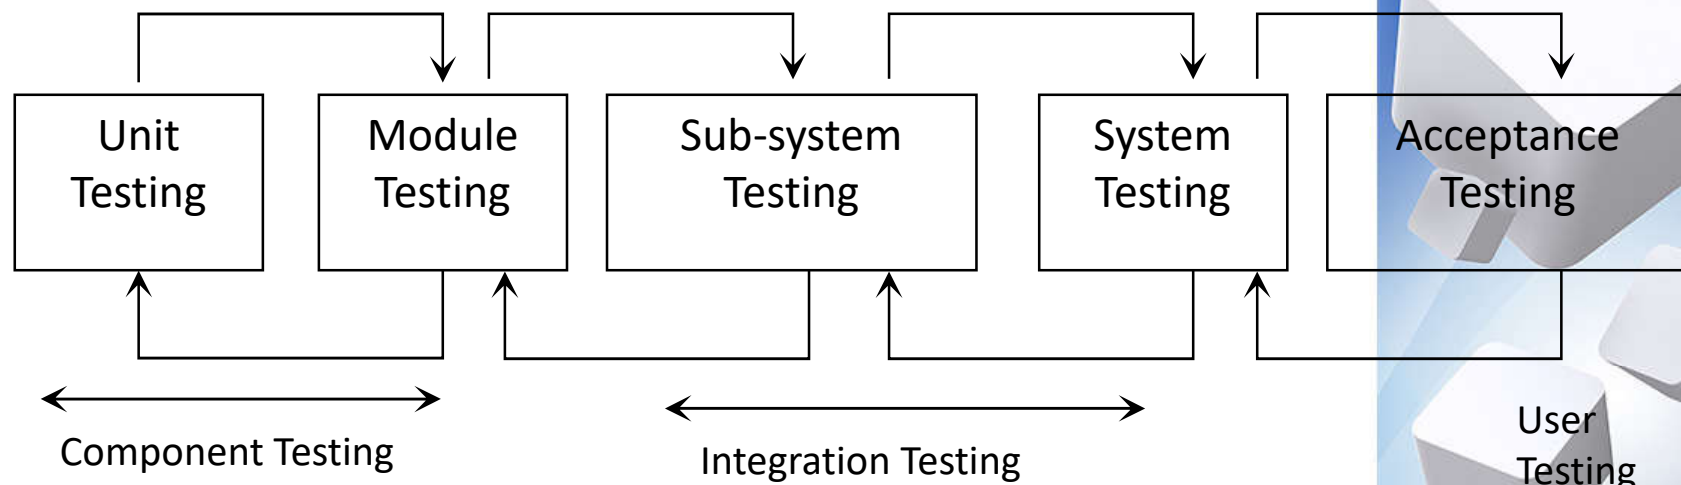 Unit
Testing
Module
Testing
Sub-system
Testing
System
Testing
Acceptance
Testing
Component Testing
Integration Testing
User
Testing